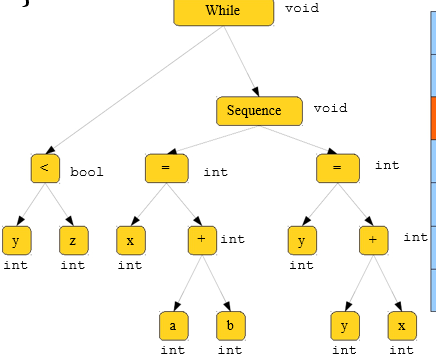 }
While void
Sequence void
< bool = int = int
y z x + int y + int
int int int int
a b y x
int int int int